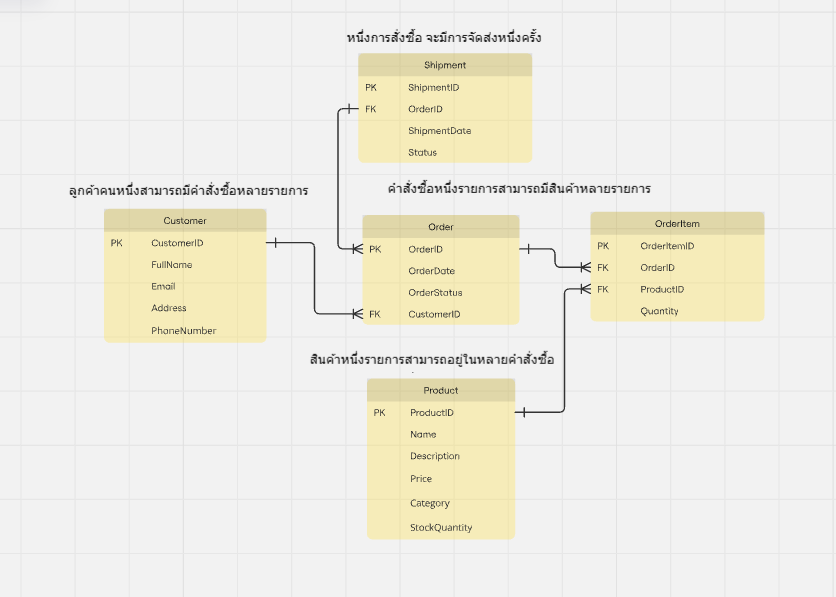 หนึ่งการสั่งซื้อ จะมีการจัดส่งหนึ่งครั้ง
Shipment
PK ShipmentID
FK OrderID
ShipmentDate
Status
ลูกค้าคนหนึ่งสามารถมีคำสั่งซื้อหลายรายการ
Customer
PK CustomerID
FullName
Email
Address
PhoneNumber
คำสั่งซื้อหนึ่งรายการสามารถมีสินค้าหลายรายการ
Order
PK OrderID
OrderDate
OrderStatus
FK CustomerID
OrderItem
PK OrderItemID
FK OrderID
FK ProductID
Quantity
สินค้าหนึ่งรายการสามารถอยู่ในหลายคำสั่งซื้อ
Product
PK ProductID
Name
Description
Price
Category
StockQuantity